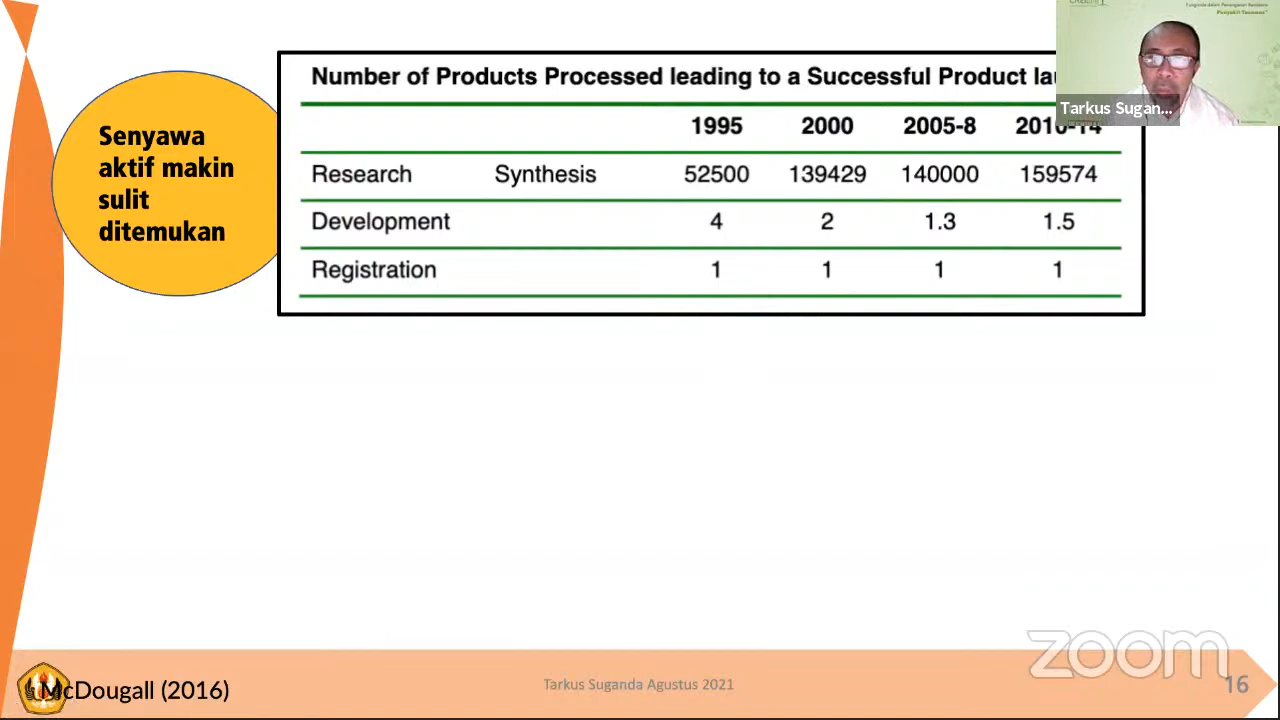 Penyakit Tanaman"
Tarkus Sugan...
Number of Products Processed leading to a Successful Product
1995 2000 2005-8 2010-14
Research Synthesis 52500 139429 140000 159574
Development 4 2 1.3 1.5
Registration 1 1 1 1
Senyawa
aktif makin
sulit
ditemukan
zoom
McDougall (2016)
Tarkus Suganda Agustus 2021
16